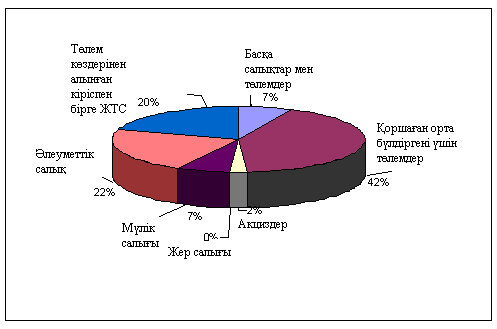 Төлем
көздерінен
алынған
кіріспен
бірге ЖТС
20%
Басқа
салықтар мен
төлемдер
7%
Қоршаған орта
бүлдіргені үшін
төлемдер
42%
Әлеуметтік
салық
22%
Мүлік
салығы
7%
0%
Жер салығы
2%
Акциздер